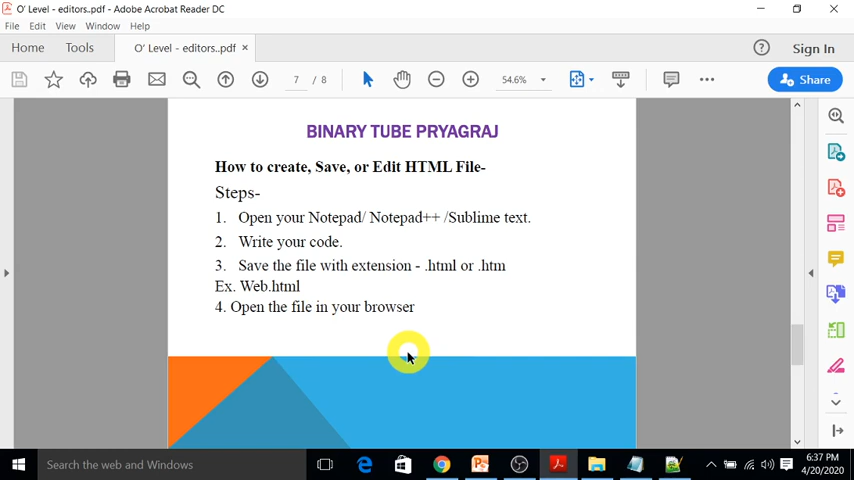 O' Level - editors..pdf - Adobe Acrobat Reader DC
File Edit View Window Help
Home Tools O' Level - editors..pdf × Sign In
7 / 8 54.6% Share
BINARY TUBE PRYAGRAJ
How to create, Save, or Edit HTML File-
Steps-
1. Open your Notepad/ Notepad++ /Sublime text.
2. Write your code.
3. Save the file with extension - .html or .htm
Ex. Web.html
4. Open the file in your browser
Search the web and Windows
6:37 PM
4/20/2020